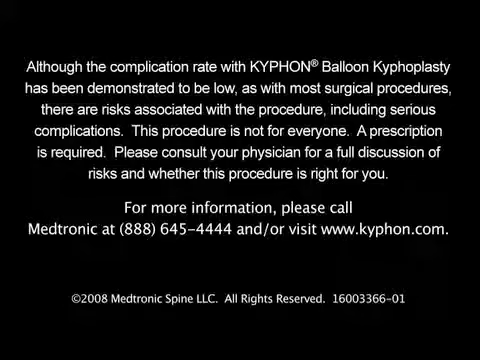 Although the complication rate with KYPHON® Balloon Kyphoplasty
has been demonstrated to be low, as with most surgical procedures,
there are risks associated with the procedure, including serious
complications.  This procedure is not for everyone.  A prescription
is required.  Please consult your physician for a full discussion of
risks and whether this procedure is right for you.
For more information, please call
Medtronic at (888) 645-4444 and/or visit www.kyphon.com.
©2008 Medtronic Spine LLC.  All Rights Reserved.  16003366-01